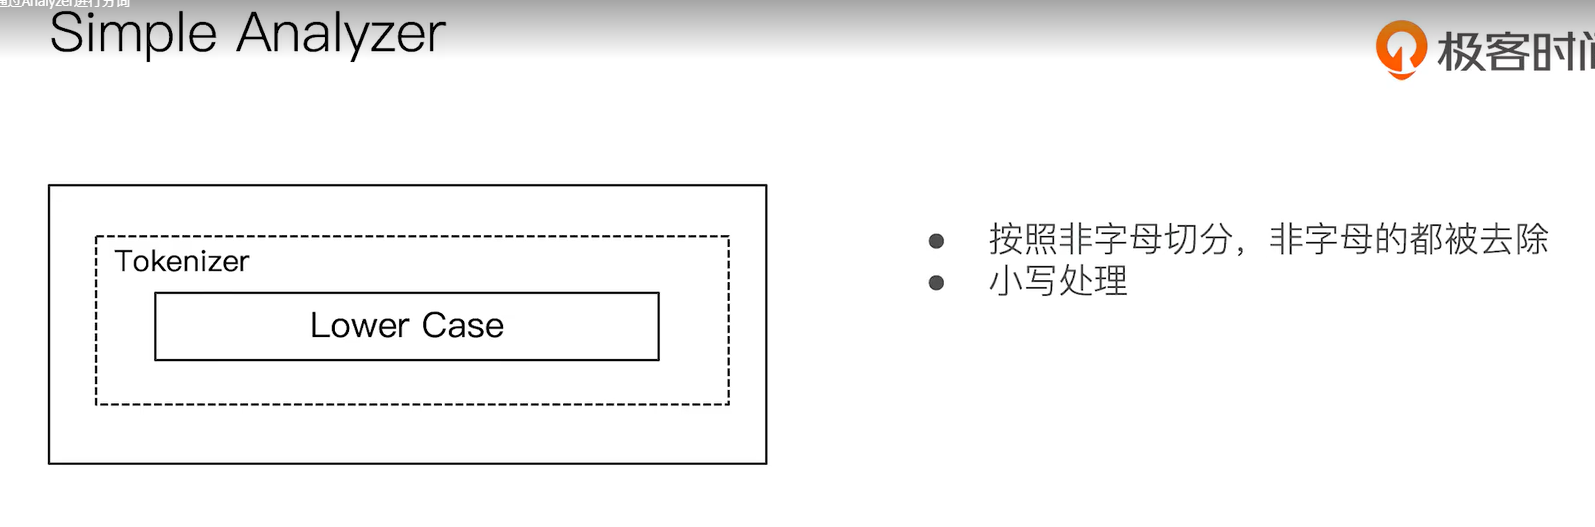 通过Analyzer进行分词
Simple Analyzer
极客时间
Tokenizer
Lower Case
● 按照非字母切分，非字母的都被去除
● 小写处理